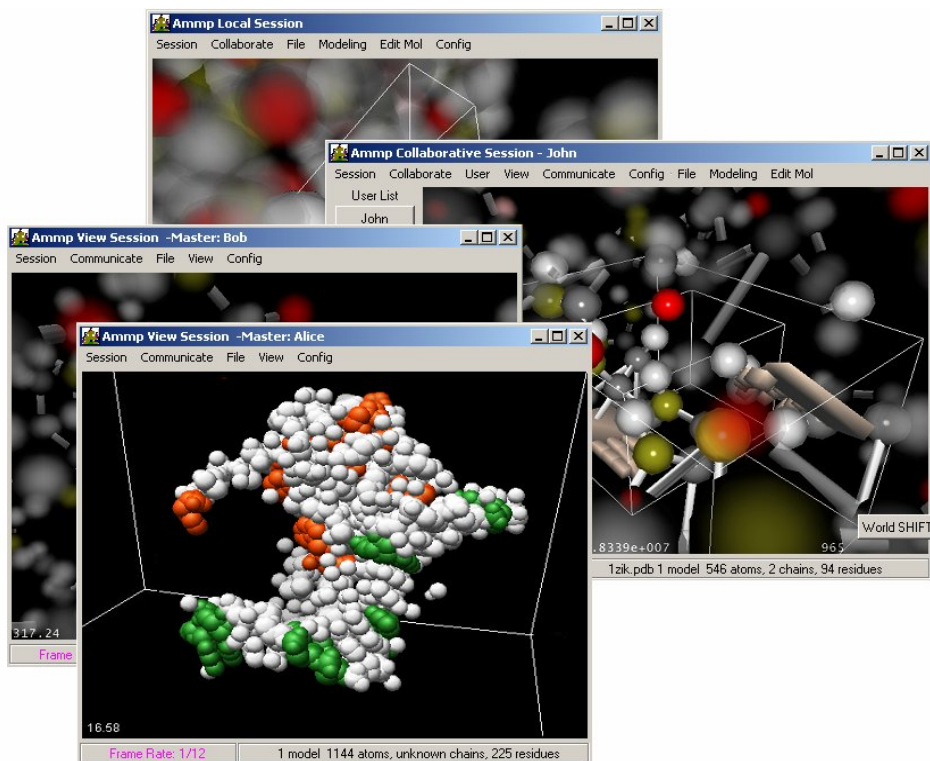 Ammp Local Session
Session Collaborate File Modeling Edit Mol Config
Ammp Collaborative Session - John
Session Collaborate User View Communicate Config File Modeling Edit Mol
User List
John
Ammp View Session -Master: Bob
Session Communicate File View Config
Ammp View Session -Master: Alice
Session Communicate File View Config
World SHIFT
.8339e+007 965
1zik.pdb 1 model 546 atoms, 2 chains, 94 residues
317.24
Frame
16.58
Frame Rate: 1/12 1 model 1144 atoms, unknown chains, 225 residues